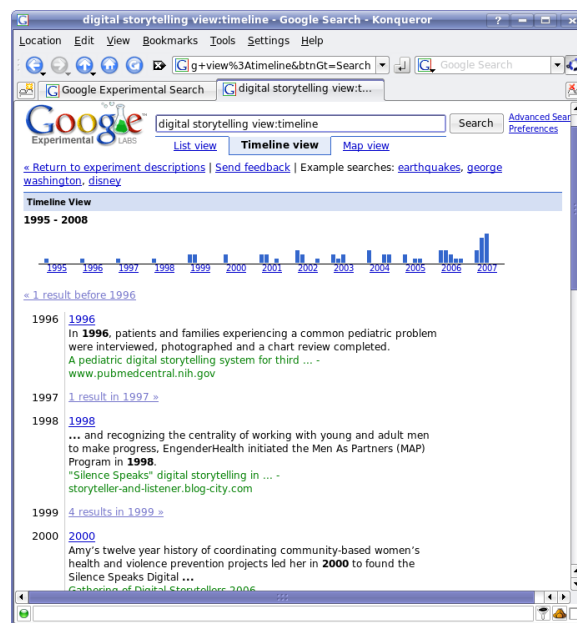 digital storytelling view:timeline - Google Search - Konqueror
Location Edit View Bookmarks Tools Settings Help
g+view%3Atimeline&btnGt=Search Google Search
Google Experimental Search digital storytelling view:t...
Google
Experimental LABS
digital storytelling view:timeline Search Advanced Sear
Preferences
List view Timeline view Map view
« Return to experiment descriptions | Send feedback | Example searches: earthquakes, george
washington, disney
Timeline View
1995 - 2008
1995 1996 1997 1998 1999 2000 2001 2002 2003 2004 2005 2006 2007
« 1 result before 1996
1996 1996
In 1996, patients and families experiencing a common pediatric problem
were interviewed, photographed and a chart review completed.
A pediatric digital storytelling system for third ... -
www.pubmedcentral.nih.gov
1997 1 result in 1997 »
1998 1998
... and recognizing the centrality of working with young and adult men
to make progress, EngenderHealth initiated the Men As Partners (MAP)
Program in 1998.
"Silence Speaks" digital storytelling in ... -
storyteller-and-listener.blog-city.com
1999 4 results in 1999 »
2000 2000
Amy's twelve year history of coordinating community-based women's
health and violence prevention projects led her in 2000 to found the
Silence Speaks Digital ...
Gathering of Digital Storytellers 2006